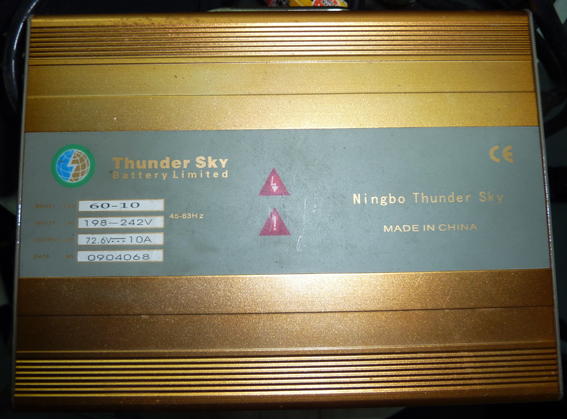 Thunder Sky
Battery Limited
CE
60-10
198-242V
45-63Hz
72.6V⎓10A
0904068
Ningbo Thunder Sky
MADE IN CHINA